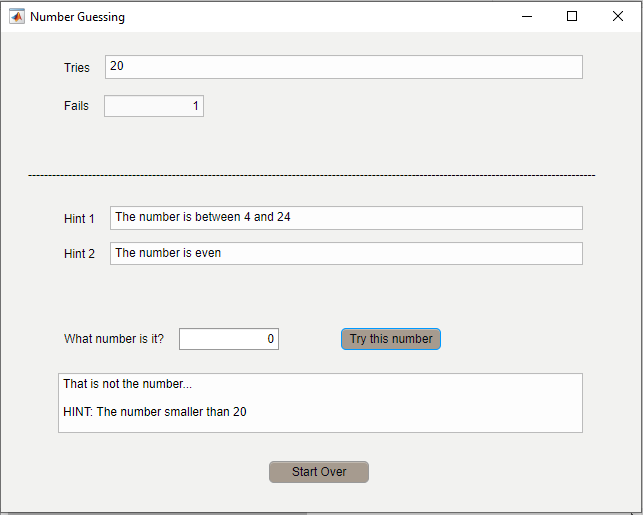 Number Guessing
Tries 20
Fails 1
Hint 1 The number is between 4 and 24
Hint 2 The number is even
What number is it? 0 Try this number
That is not the number...
HINT: The number smaller than 20
Start Over